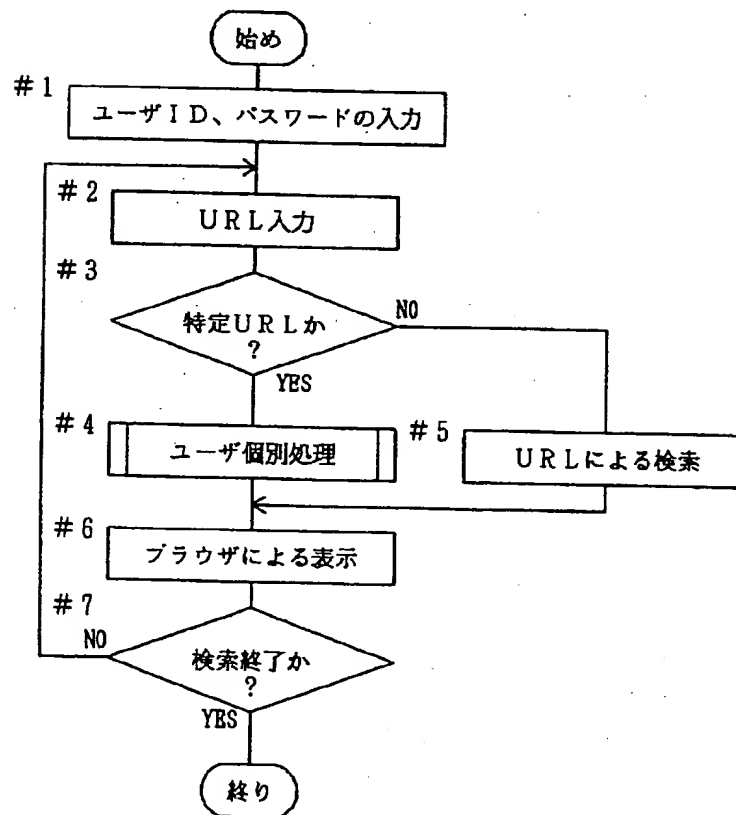 始め
#1
ユーザID、パスワードの入力
#2
URL入力
#3
特定URLか
?
NO
YES
#4
ユーザ個別処理
#5
URLによる検索
#6
ブラウザによる表示
#7
NO
検索終了か
?
YES
終り